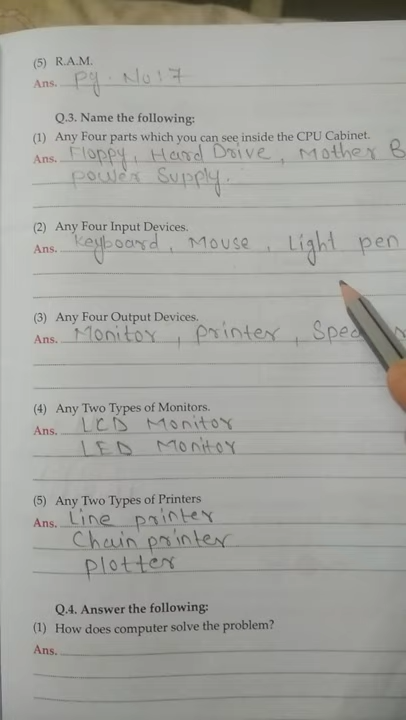 (5) R.A.M.
Ans. pg. No: 7
Q.3. Name the following:
(1) Any Four parts which you can see inside the CPU Cabinet.
Ans. Floppy, Hard Drive, Mother B
power Supply.
(2) Any Four Input Devices.
Ans. keyboard, Mouse, light pen
(3) Any Four Output Devices.
Ans. Monitor, printer,
(4) Any Two Types of Monitors.
Ans. LCD Monitor
LED Monitor
(5) Any Two Types of Printers
Ans. Line printer
Chain printer
plotter
Q.4. Answer the following:
(1) How does computer solve the problem?
Ans.